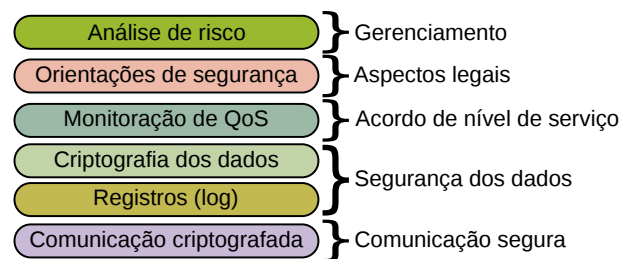 Análise de risco
Gerenciamento
Orientações de segurança
Aspectos legais
Monitoração de QoS
Acordo de nível de serviço
Criptografia dos dados
Registros (log)
Segurança dos dados
Comunicação criptografada
Comunicação segura